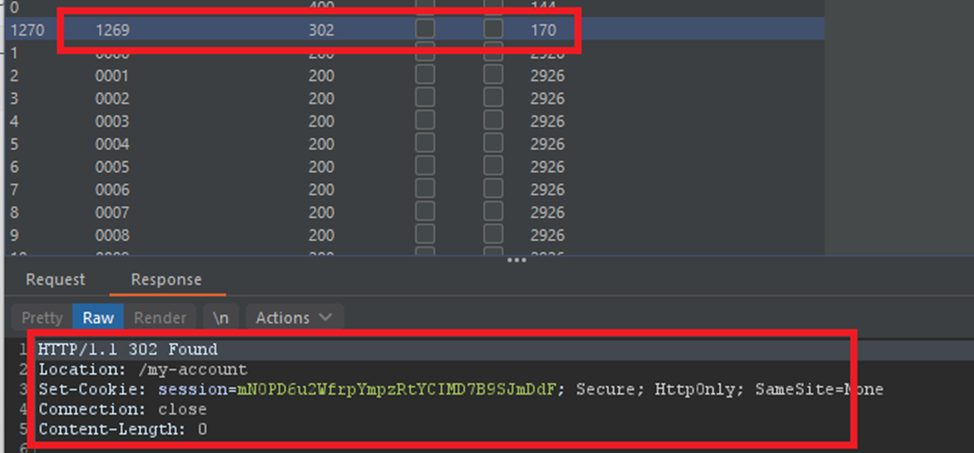 0 400 144
1270 1269 302 170
1 0000 200 2926
2 0001 200 2926
3 0002 200 2926
4 0003 200 2926
5 0004 200 2926
6 0005 200 2926
7 0006 200 2926
8 0007 200 2926
9 0008 200 2926
10 0009 200 2926
Request Response
Pretty Raw Render \n Actions
1 HTTP/1.1 302 Found
2 Location: /my-account
3 Set-Cookie: session=mN0PD6u2WfrpYmpzRtYCIMD7B9SJmDdF; Secure; HttpOnly; SameSite=None
4 Connection: close
5 Content-Length: 0
6